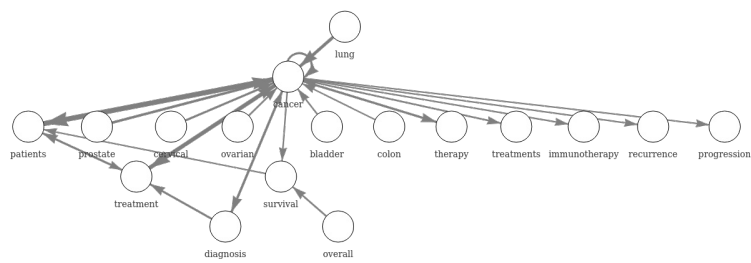 lung
cancer
patients prostate cervical ovarian bladder colon therapy treatments immunotherapy recurrence progression
treatment survival
diagnosis overall